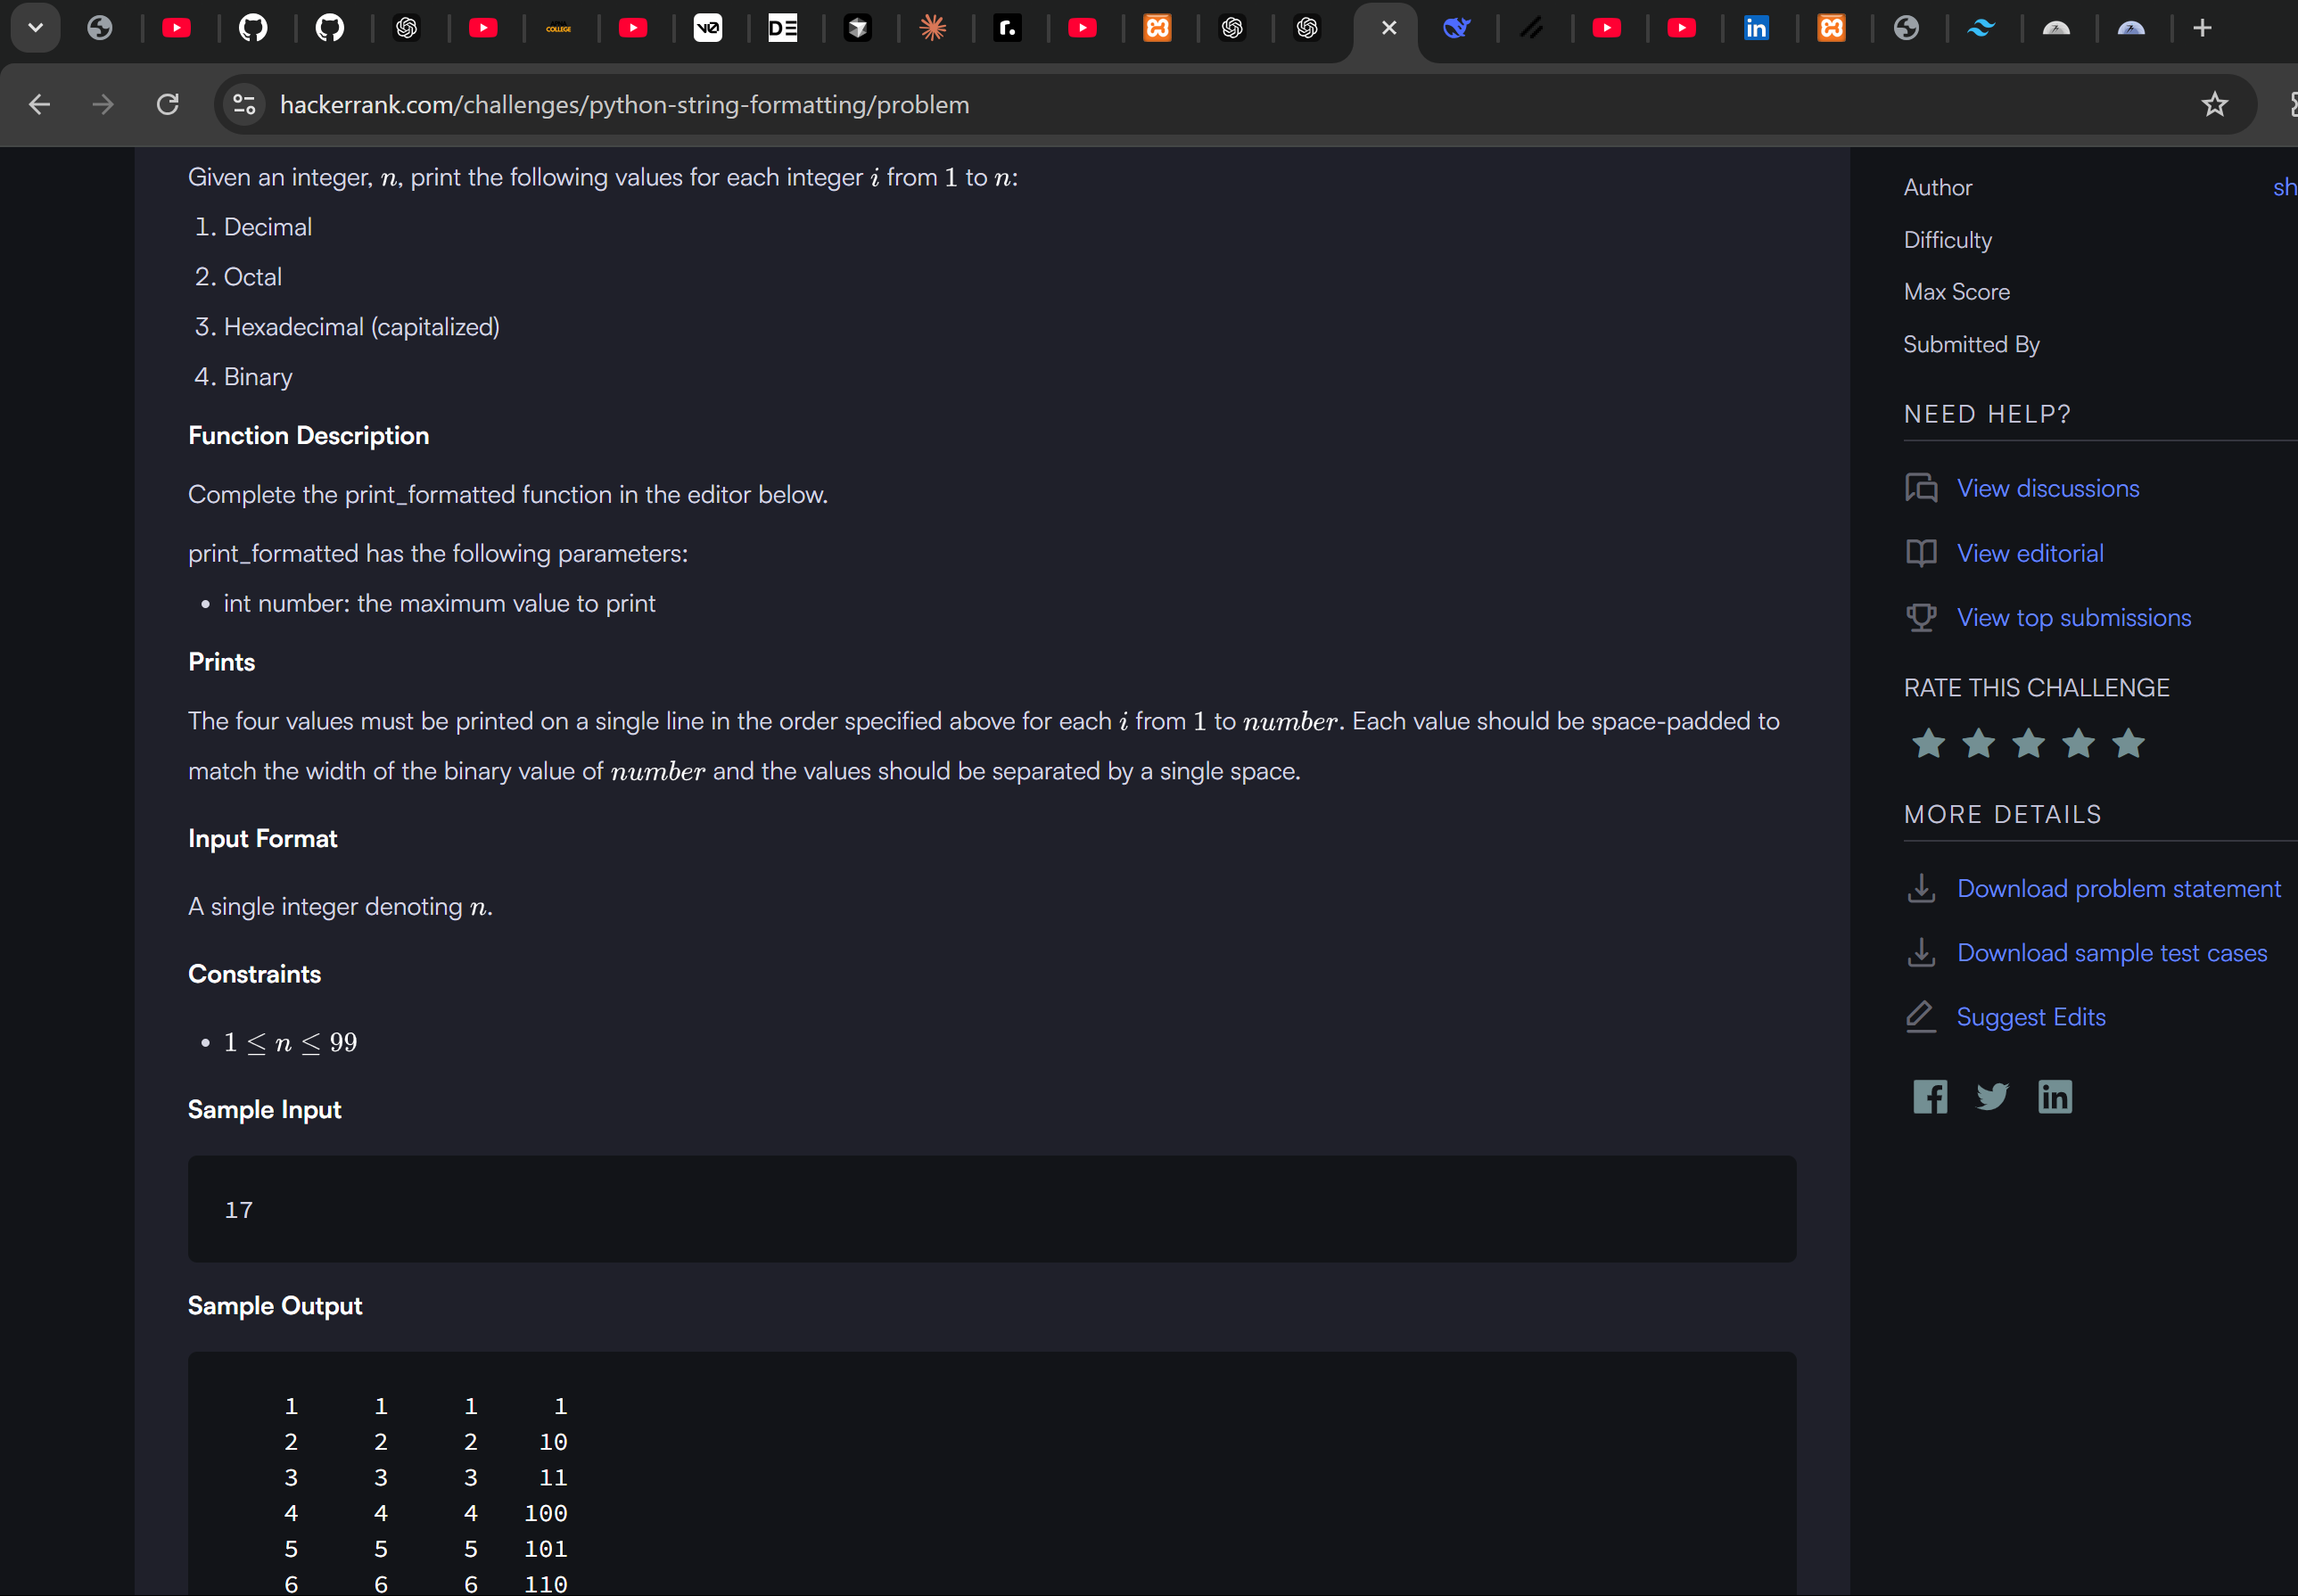 COLLEGE
v0
DE
r.
in
hackerrank.com/challenges/python-string-formatting/problem
Given an integer, n, print the following values for each integer i from 1 to n:
1. Decimal
2. Octal
3. Hexadecimal (capitalized)
4. Binary
Function Description
Complete the print_formatted function in the editor below.
print_formatted has the following parameters:
• int number: the maximum value to print
Prints
The four values must be printed on a single line in the order specified above for each i from 1 to number. Each value should be space-padded to
match the width of the binary value of number and the values should be separated by a single space.
Input Format
A single integer denoting n.
Constraints
• 1 ≤ n ≤ 99
Sample Input
17
Sample Output
1 1 1 1
2 2 2 10
3 3 3 11
4 4 4 100
5 5 5 101
6 6 6 110
Author sh
Difficulty
Max Score
Submitted By
NEED HELP?
View discussions
View editorial
View top submissions
RATE THIS CHALLENGE
MORE DETAILS
Download problem statement
Download sample test cases
Suggest Edits
in